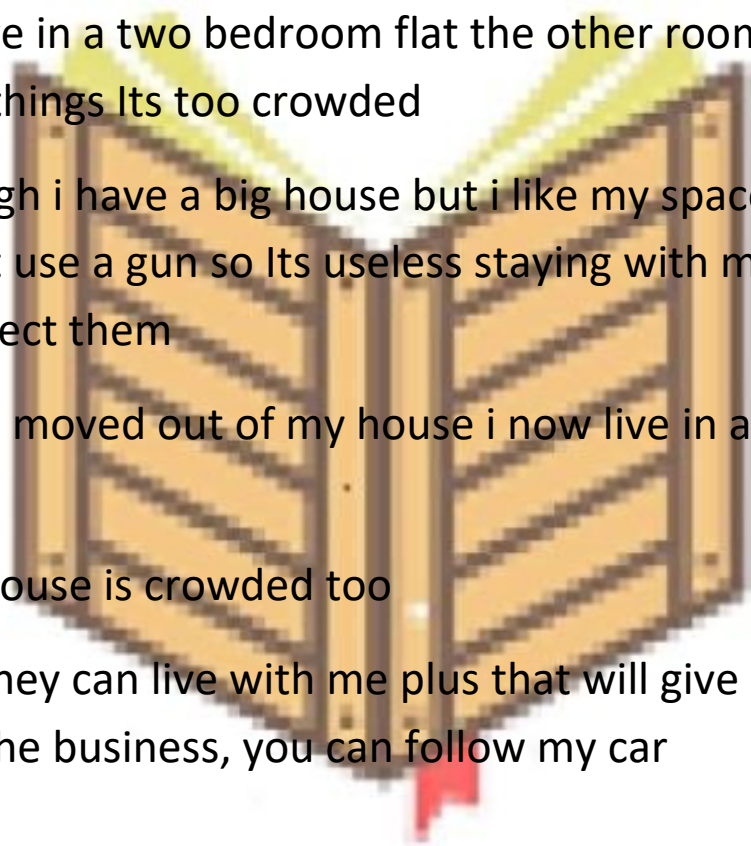 e in a two bedroom flat the other room
things Its too crowded
gh i have a big house but i like my space
t use a gun so Its useless staying with m
ect them
moved out of my house i now live in a
ouse is crowded too
hey can live with me plus that will give
he business, you can follow my car